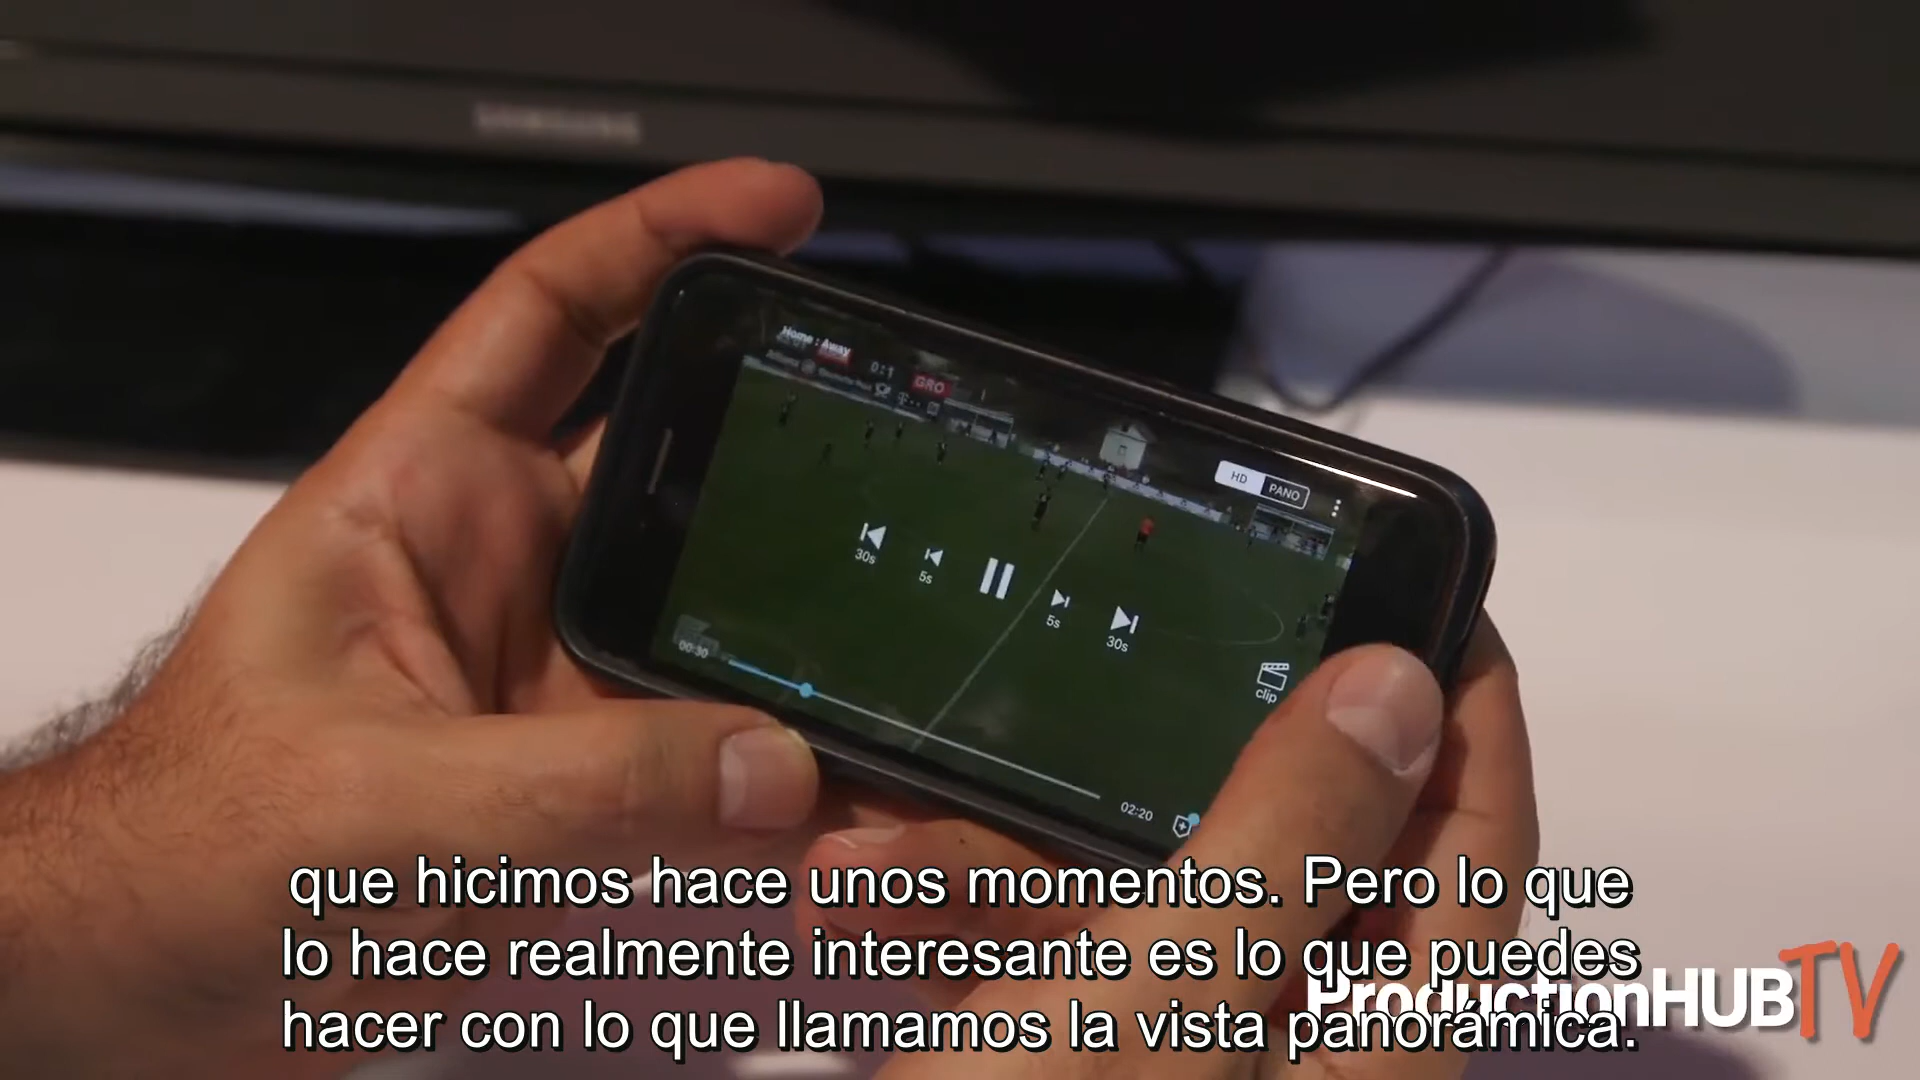 SAMSUNG
Home : Away
0:1
GRO
HD
PANO
30s
5s
5s
30s
00:30
clip
02:20
que hicimos hace unos momentos. Pero lo que
lo hace realmente interesante es lo que puedes
hacer con lo que llamamos la vista panorámica.
ProductionHUBTV